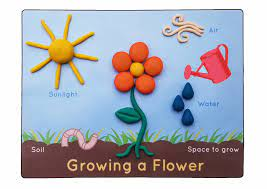 Air
Sunlight
Water
Soil
Space to grow
Growing a Flower